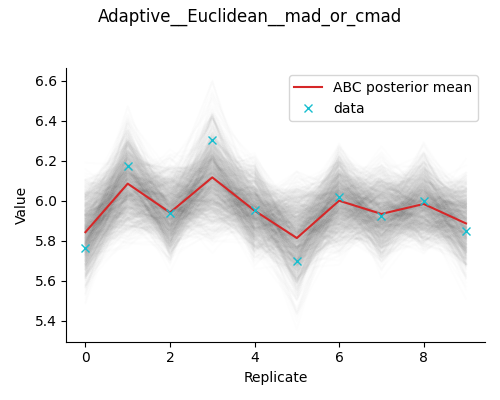 Adaptive__Euclidean__mad_or_cmad
ABC posterior mean
data
Value
6.6
6.4
6.2
6.0
5.8
5.6
5.4
0 2 4 6 8
Replicate